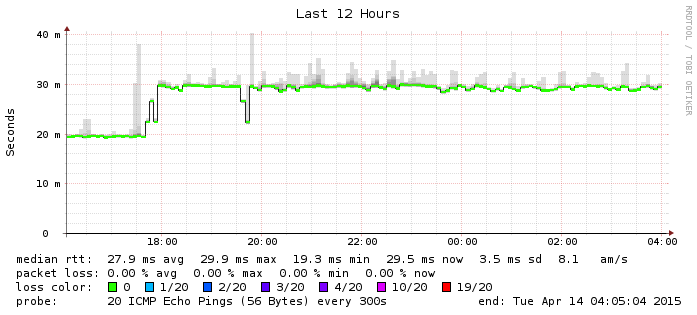 Last 12 Hours
RRDTOOL / TOBI OETIKER
Seconds
40 m
30 m
20 m
10 m
0
18:00 20:00 22:00 00:00 02:00 04:00
median rtt: 27.9 ms avg 29.9 ms max 19.3 ms min 29.5 ms now 3.5 ms sd 8.1 am/s
packet loss: 0.00 % avg 0.00 % max 0.00 % min 0.00 % now
loss color: 0 1/20 2/20 3/20 4/20 10/20 19/20
probe: 20 ICMP Echo Pings (56 Bytes) every 300s end: Tue Apr 14 04:05:04 2015